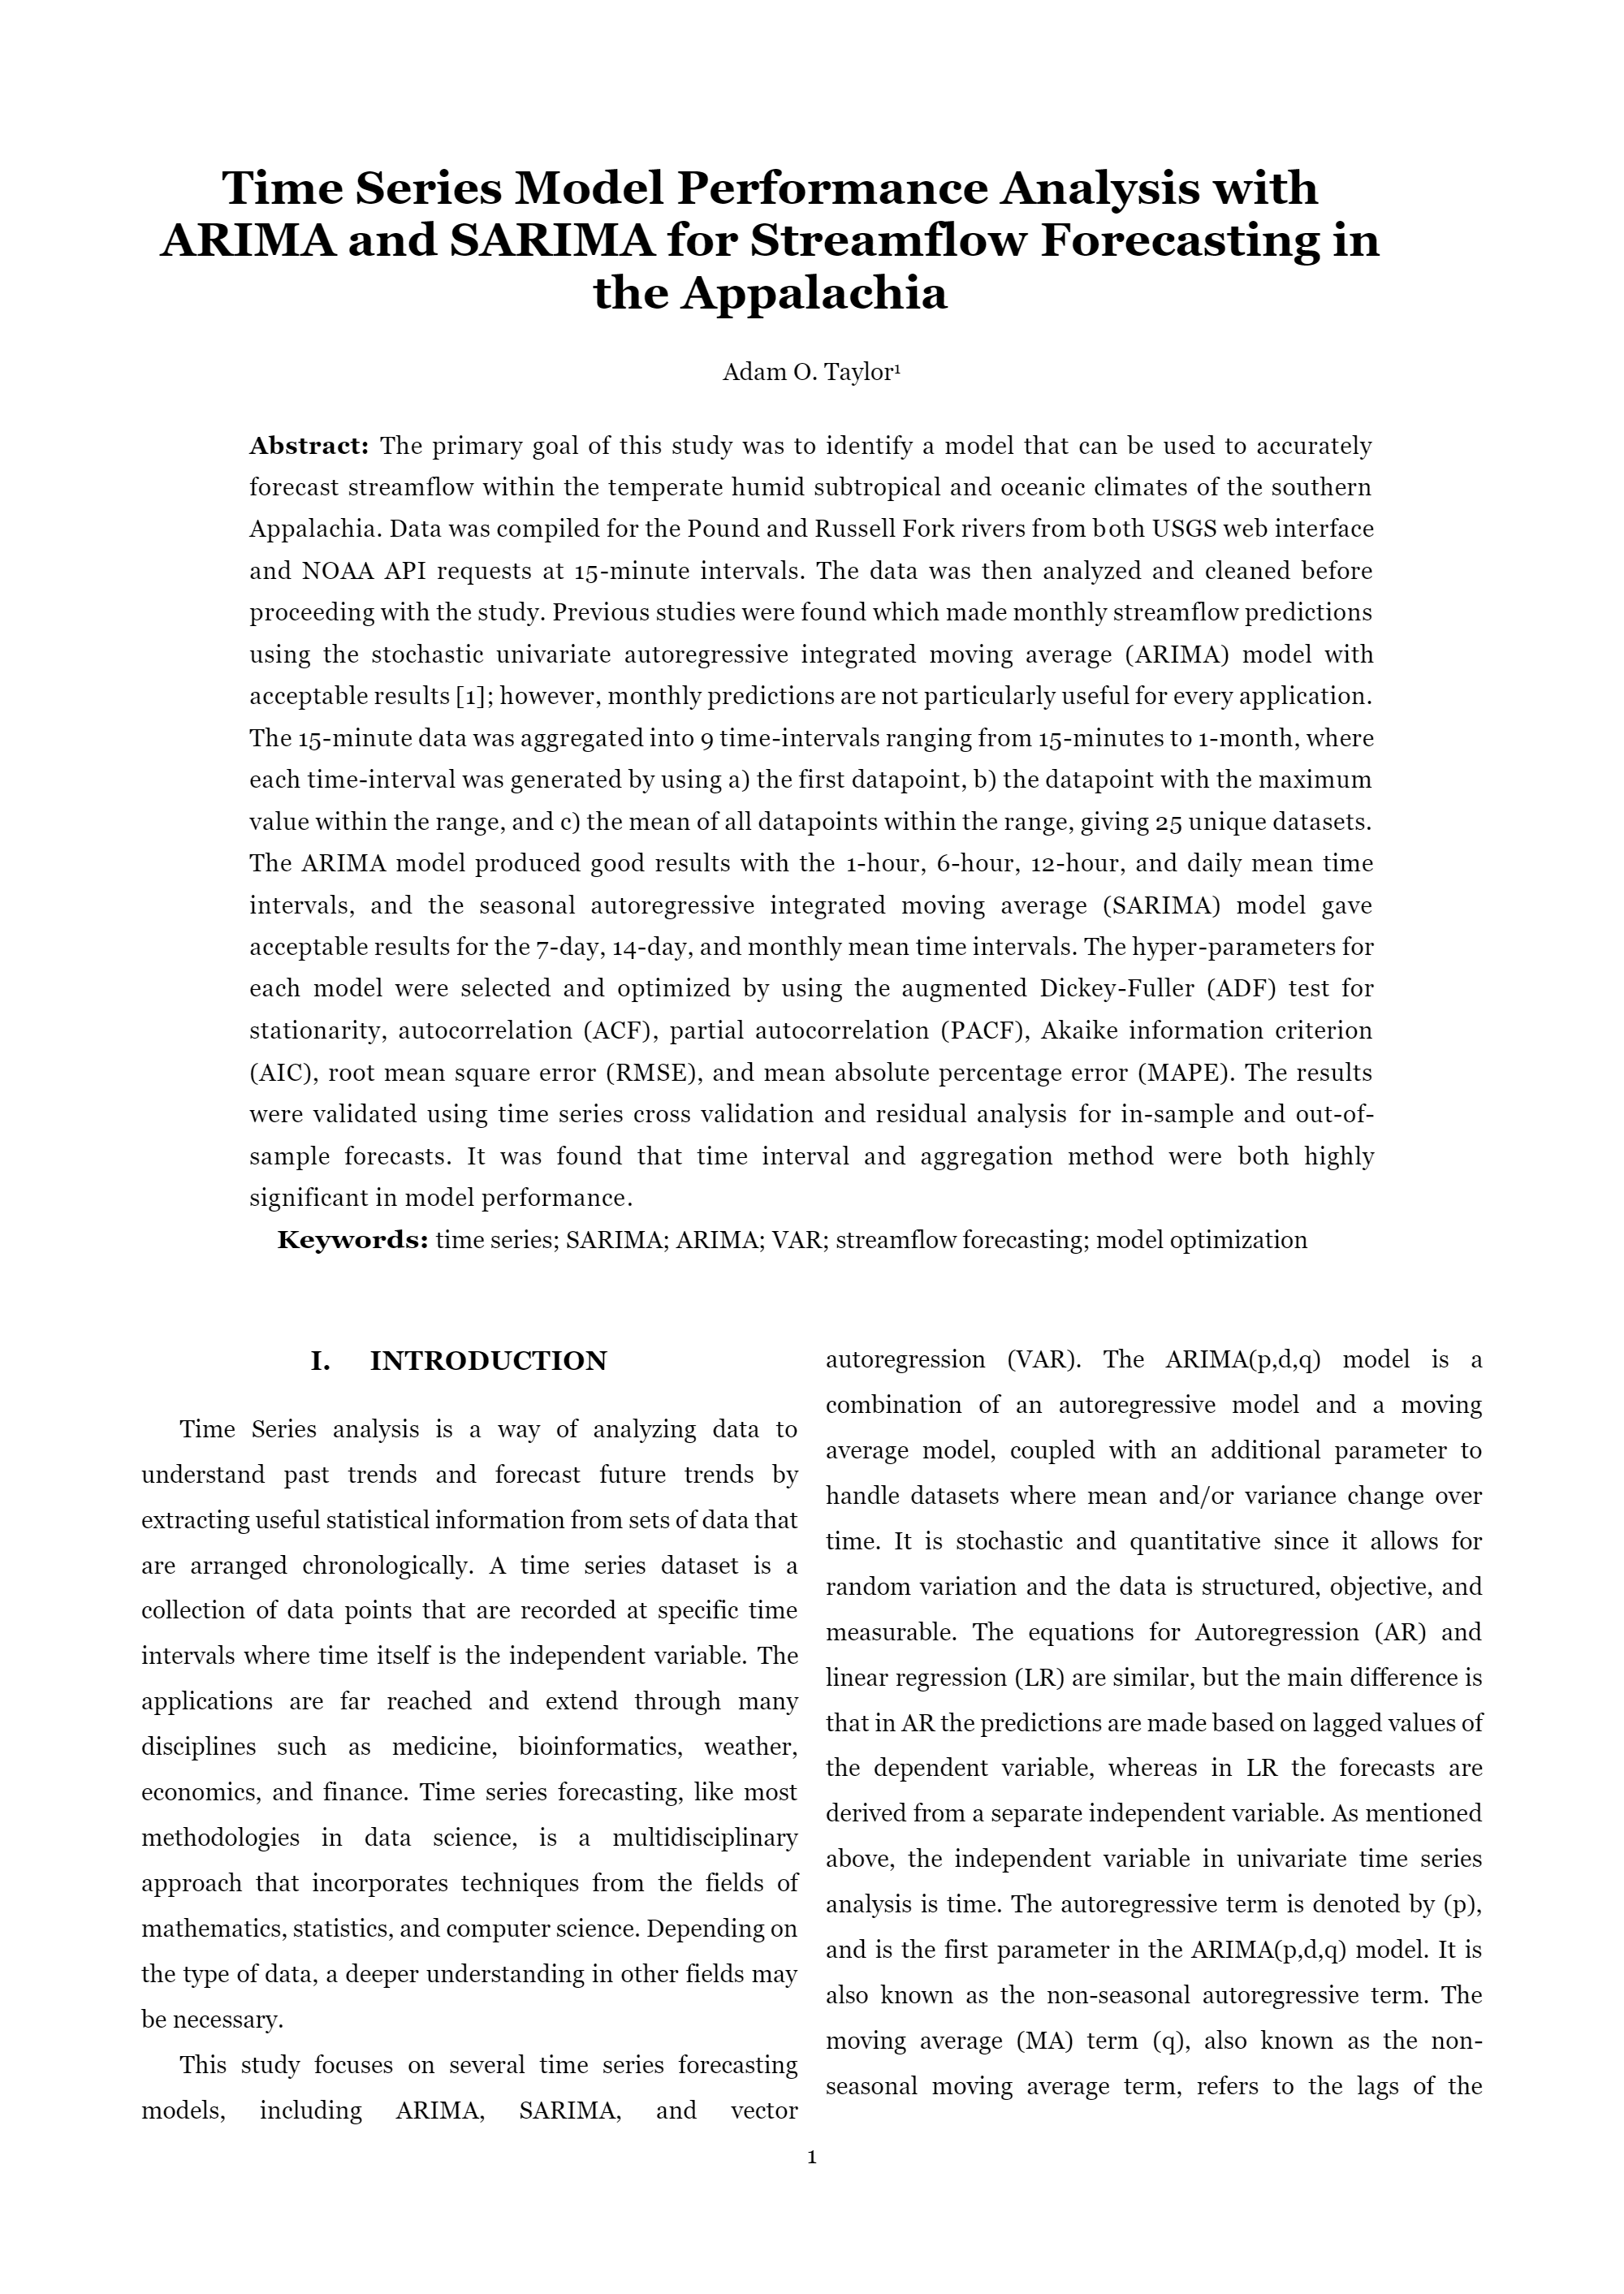 Time Series Model Performance Analysis with
ARIMA and SARIMA for Streamflow Forecasting in
the Appalachia
Adam O. Taylor¹
Abstract: The primary goal of this study was to identify a model that can be used to accurately
forecast streamflow within the temperate humid subtropical and oceanic climates of the southern
Appalachia. Data was compiled for the Pound and Russell Fork rivers from both USGS web interface
and NOAA API requests at 15-minute intervals. The data was then analyzed and cleaned before
proceeding with the study. Previous studies were found which made monthly streamflow predictions
using the stochastic univariate autoregressive integrated moving average (ARIMA) model with
acceptable results [1]; however, monthly predictions are not particularly useful for every application.
The 15-minute data was aggregated into 9 time-intervals ranging from 15-minutes to 1-month, where
each time-interval was generated by using a) the first datapoint, b) the datapoint with the maximum
value within the range, and c) the mean of all datapoints within the range, giving 25 unique datasets.
The ARIMA model produced good results with the 1-hour, 6-hour, 12-hour, and daily mean time
intervals, and the seasonal autoregressive integrated moving average (SARIMA) model gave
acceptable results for the 7-day, 14-day, and monthly mean time intervals. The hyper-parameters for
each model were selected and optimized by using the augmented Dickey-Fuller (ADF) test for
stationarity, autocorrelation (ACF), partial autocorrelation (PACF), Akaike information criterion
(AIC), root mean square error (RMSE), and mean absolute percentage error (MAPE). The results
were validated using time series cross validation and residual analysis for in-sample and out-of-
sample forecasts. It was found that time interval and aggregation method were both highly
significant in model performance.
Keywords: time series; SARIMA; ARIMA; VAR; streamflow forecasting; model optimization
I. INTRODUCTION
Time Series analysis is a way of analyzing data to
understand past trends and forecast future trends by
extracting useful statistical information from sets of data that
are arranged chronologically. A time series dataset is a
collection of data points that are recorded at specific time
intervals where time itself is the independent variable. The
applications are far reached and extend through many
disciplines such as medicine, bioinformatics, weather,
economics, and finance. Time series forecasting, like most
methodologies in data science, is a multidisciplinary
approach that incorporates techniques from the fields of
mathematics, statistics, and computer science. Depending on
the type of data, a deeper understanding in other fields may
be necessary.
This study focuses on several time series forecasting
models, including ARIMA, SARIMA, and vector
autoregression (VAR). The ARIMA(p,d,q) model is a
combination of an autoregressive model and a moving
average model, coupled with an additional parameter to
handle datasets where mean and/or variance change over
time. It is stochastic and quantitative since it allows for
random variation and the data is structured, objective, and
measurable. The equations for Autoregression (AR) and
linear regression (LR) are similar, but the main difference is
that in AR the predictions are made based on lagged values of
the dependent variable, whereas in LR the forecasts are
derived from a separate independent variable. As mentioned
above, the independent variable in univariate time series
analysis is time. The autoregressive term is denoted by (p),
and is the first parameter in the ARIMA(p,d,q) model. It is
also known as the non-seasonal autoregressive term. The
moving average (MA) term (q), also known as the non-
seasonal moving average term, refers to the lags of the
1